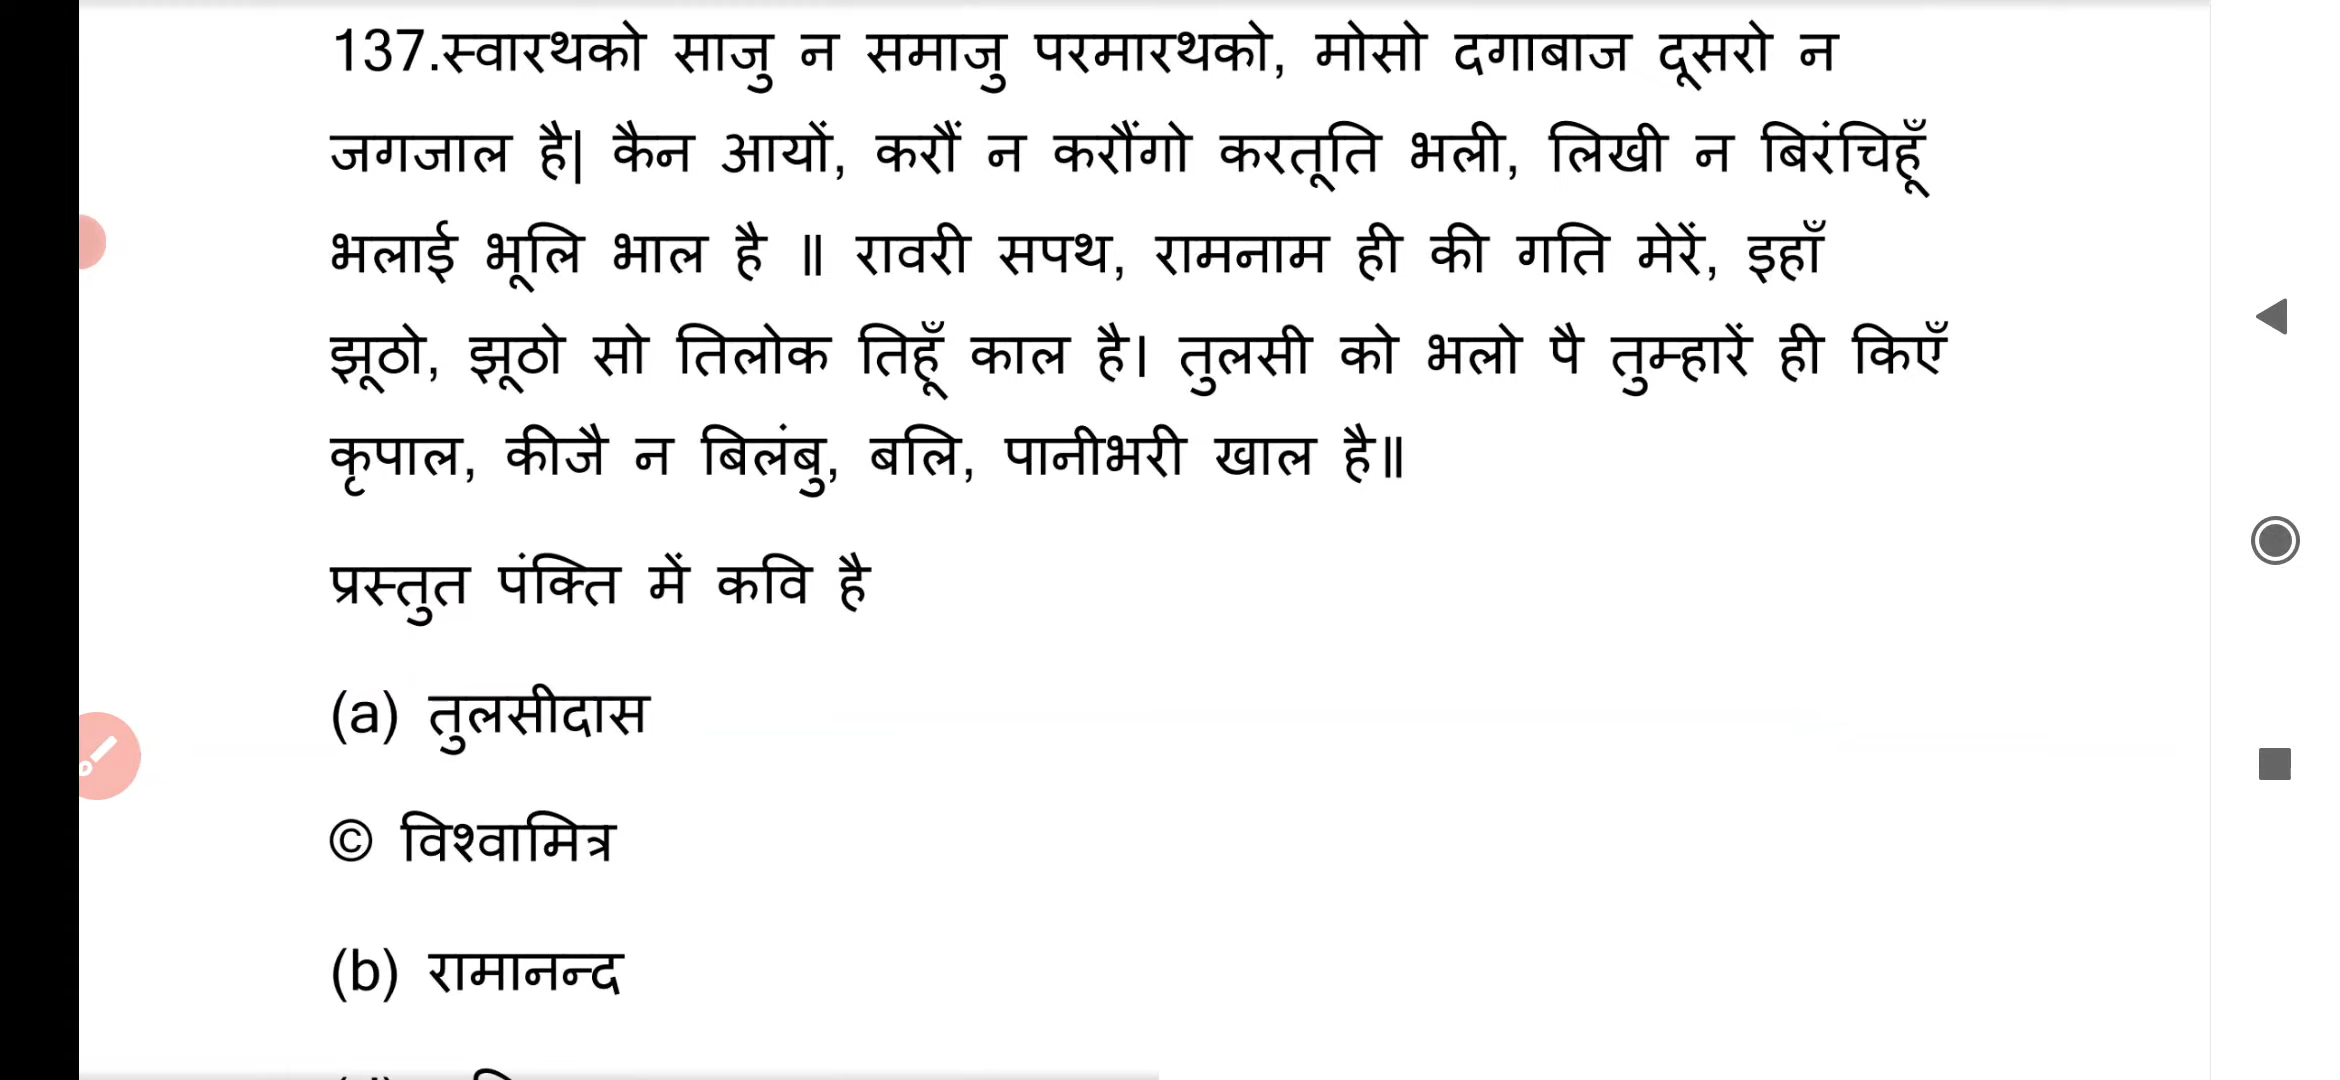 137.स्वारथको साजु न समाजु परमारथको, मोसो दगाबाज दूसरो न
जगजाल है| कैन आयों, करौं न करौंगो करतूति भली, लिखी न बिरंचिहूँ
भलाई भूलि भाल है ॥ रावरी सपथ, रामनाम ही की गति मेरें, इहाँ
झूठो, झूठो सो तिलोक तिहूँ काल है। तुलसी को भलो पै तुम्हारें ही किएँ
कृपाल, कीजै न बिलंबु, बलि, पानीभरी खाल है॥
प्रस्तुत पंक्ति में कवि है
(a) तुलसीदास
© विश्वामित्र
(b) रामानन्द